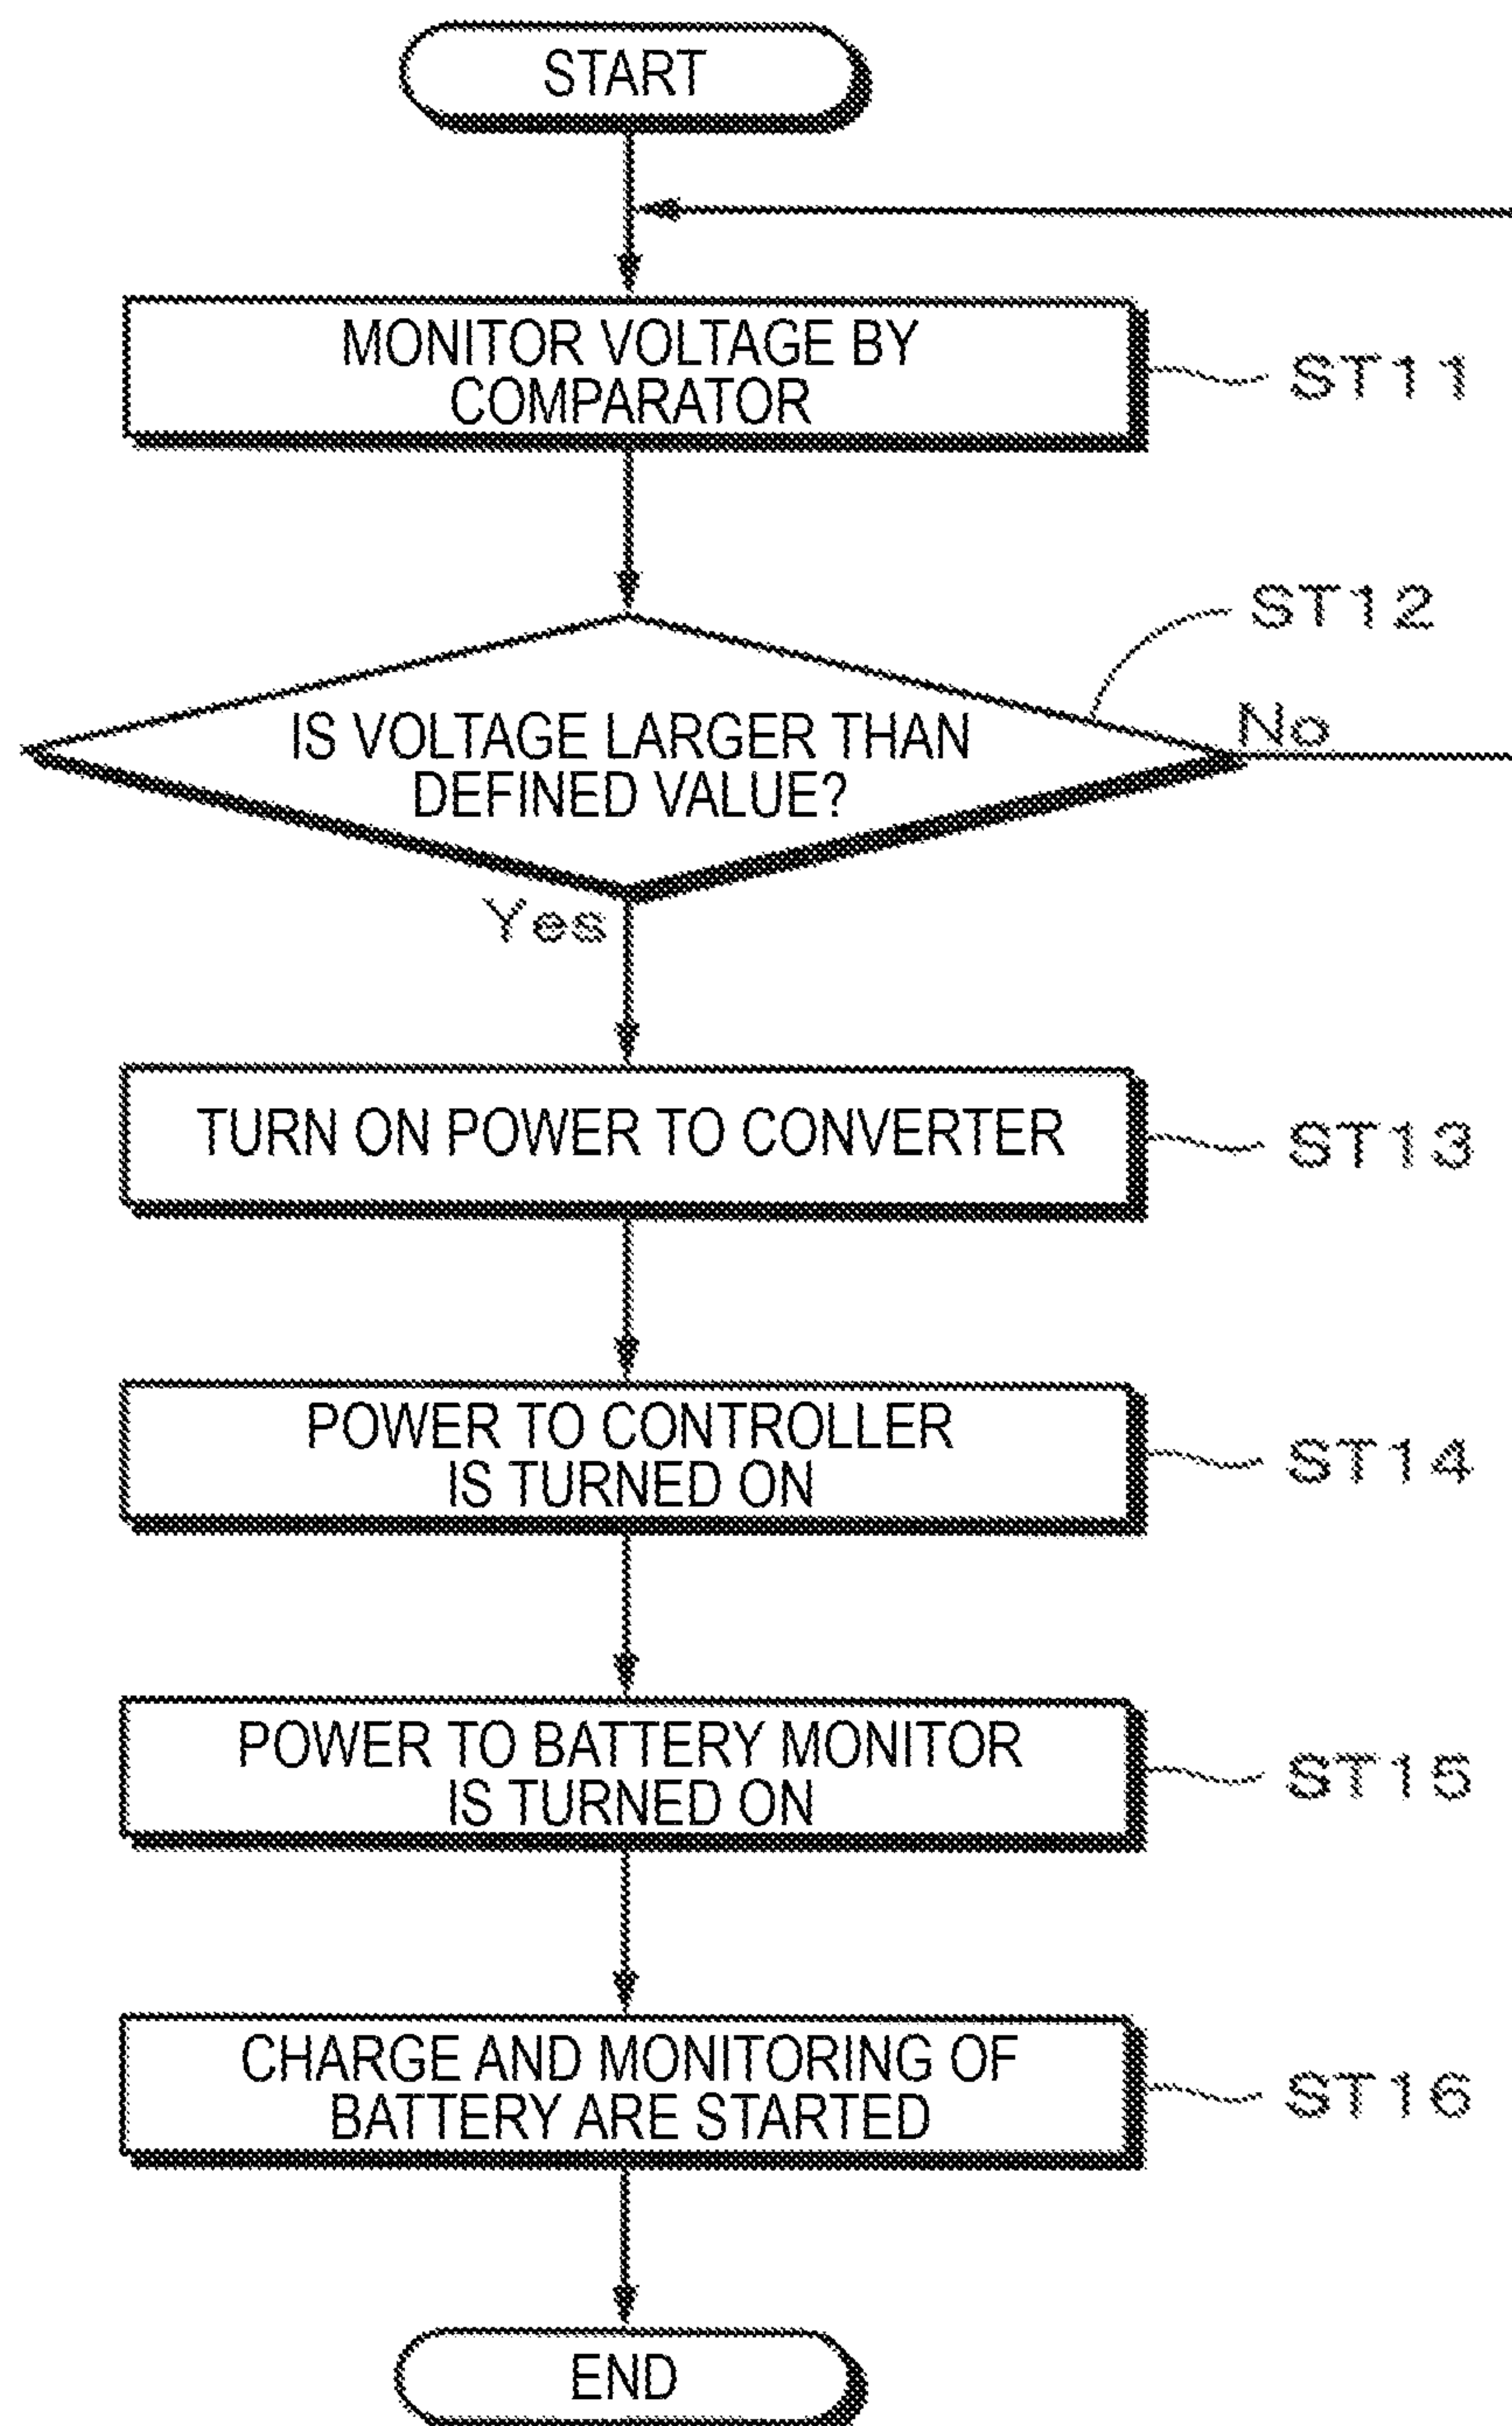 START
MONITOR VOLTAGE BY
COMPARATOR
ST11
ST12
IS VOLTAGE LARGER THAN
DEFINED VALUE?
No
Yes
TURN ON POWER TO CONVERTER
ST13
POWER TO CONTROLLER
IS TURNED ON
ST14
POWER TO BATTERY MONITOR
IS TURNED ON
ST15
CHARGE AND MONITORING OF
BATTERY ARE STARTED
ST16
END